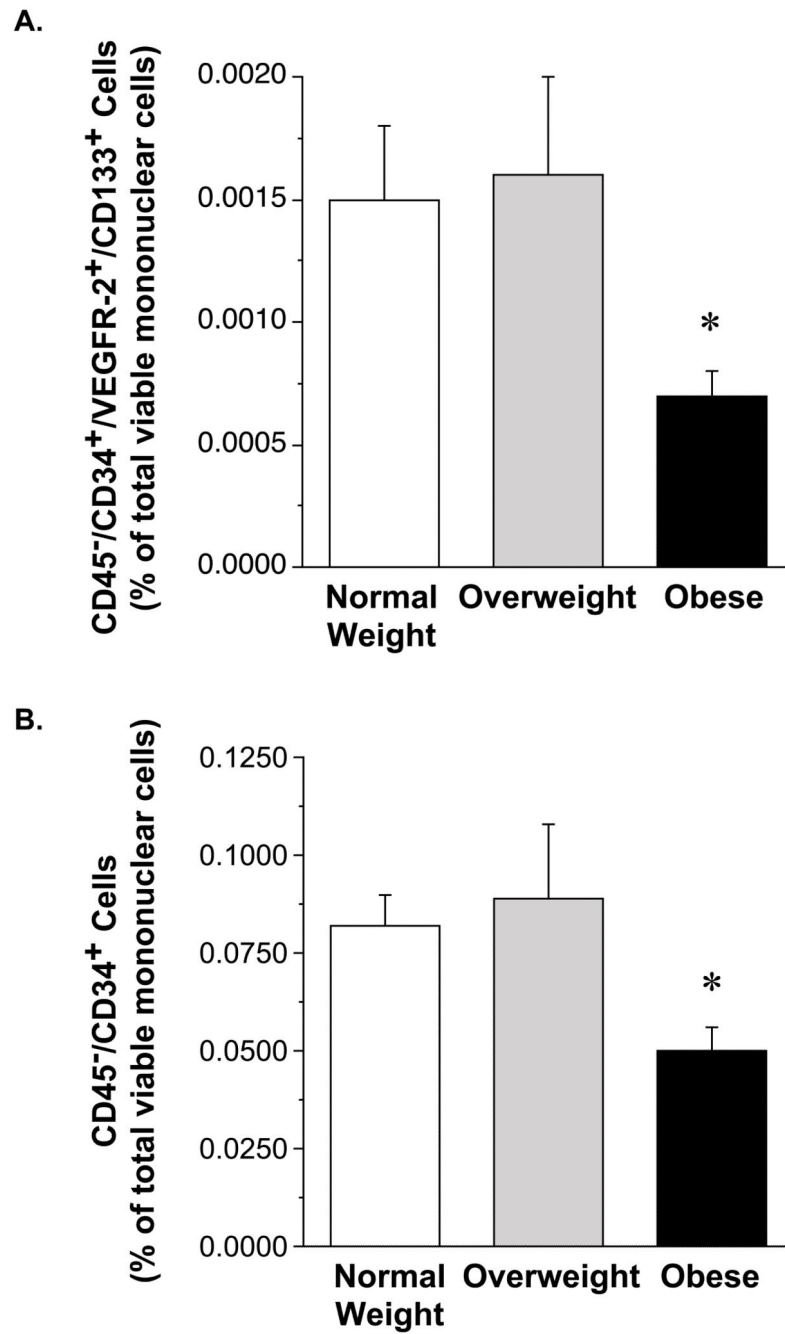 A.
CD45⁻/CD34⁺/VEGFR-2⁺/CD133⁺ Cells
(% of total viable mononuclear cells)
0.0020
0.0015
0.0010
0.0005
0.0000
*
Normal Weight
Overweight
Obese
B.
CD45⁻/CD34⁺ Cells
(% of total viable mononuclear cells)
0.1250
0.1000
0.0750
0.0500
0.0250
0.0000
*
Normal Weight
Overweight
Obese